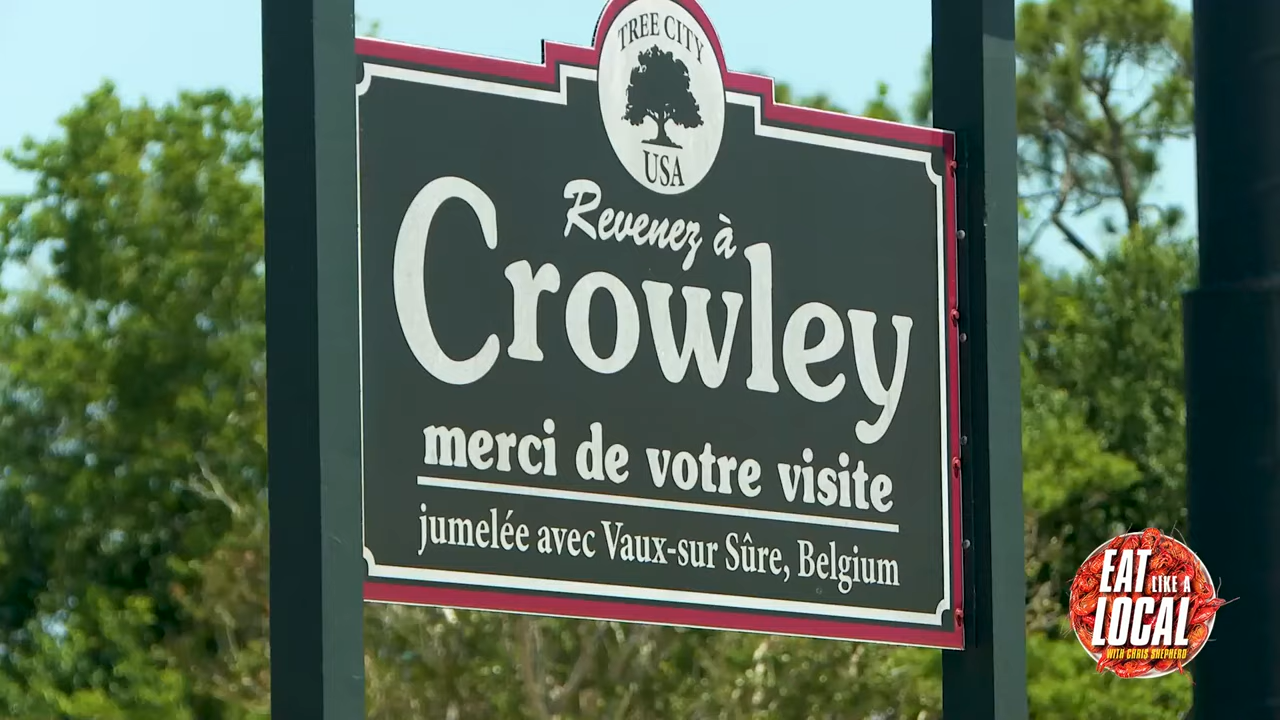 TREE CITY
USA
Revenez à
Crowley
merci de votre visite
jumelée avec Vaux-sur Sûre, Belgium
EAT
LIKE A
LOCAL
WITH CHRIS SHEPHERD